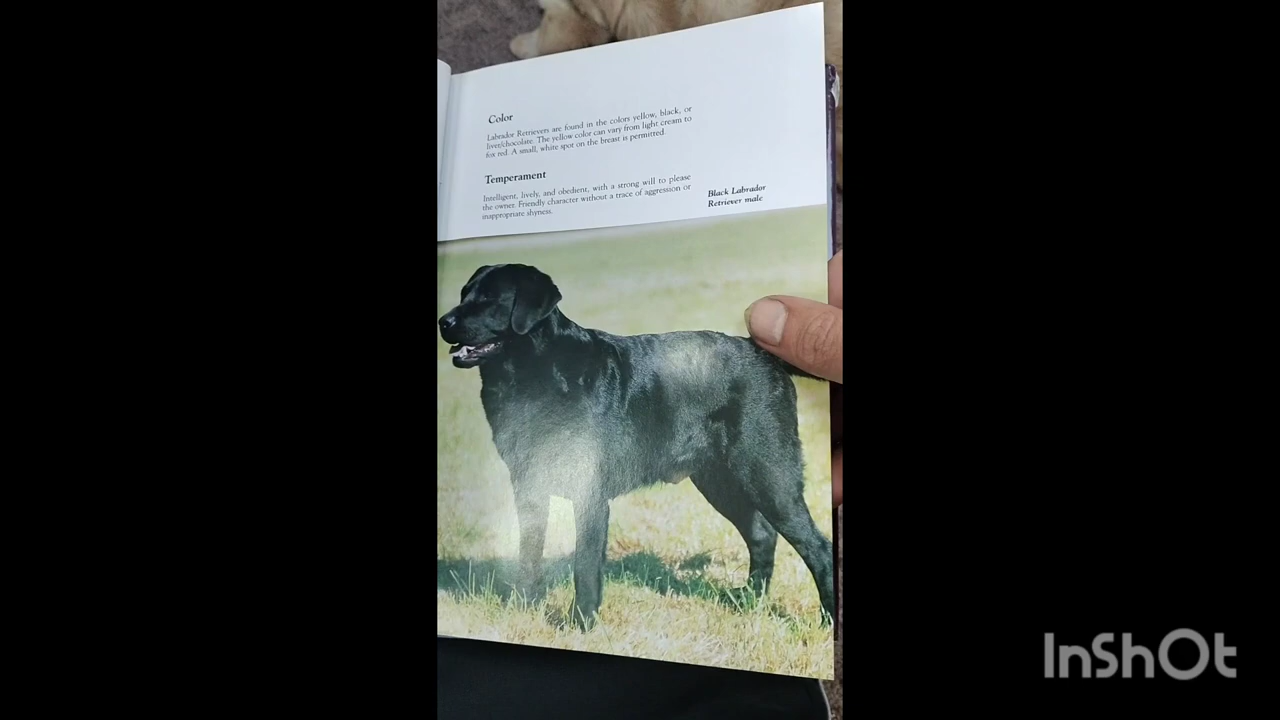 Color
Labrador Retrievers are found in the colors yellow, black, or
liver/chocolate. The yellow color can vary from light cream to
fox red. A small, white spot on the breast is permitted.
Temperament
Intelligent, lively, and obedient, with a strong will to please
the owner. Friendly character without a trace of aggression or
inappropriate shyness.
Black Labrador
Retriever male
InShOt